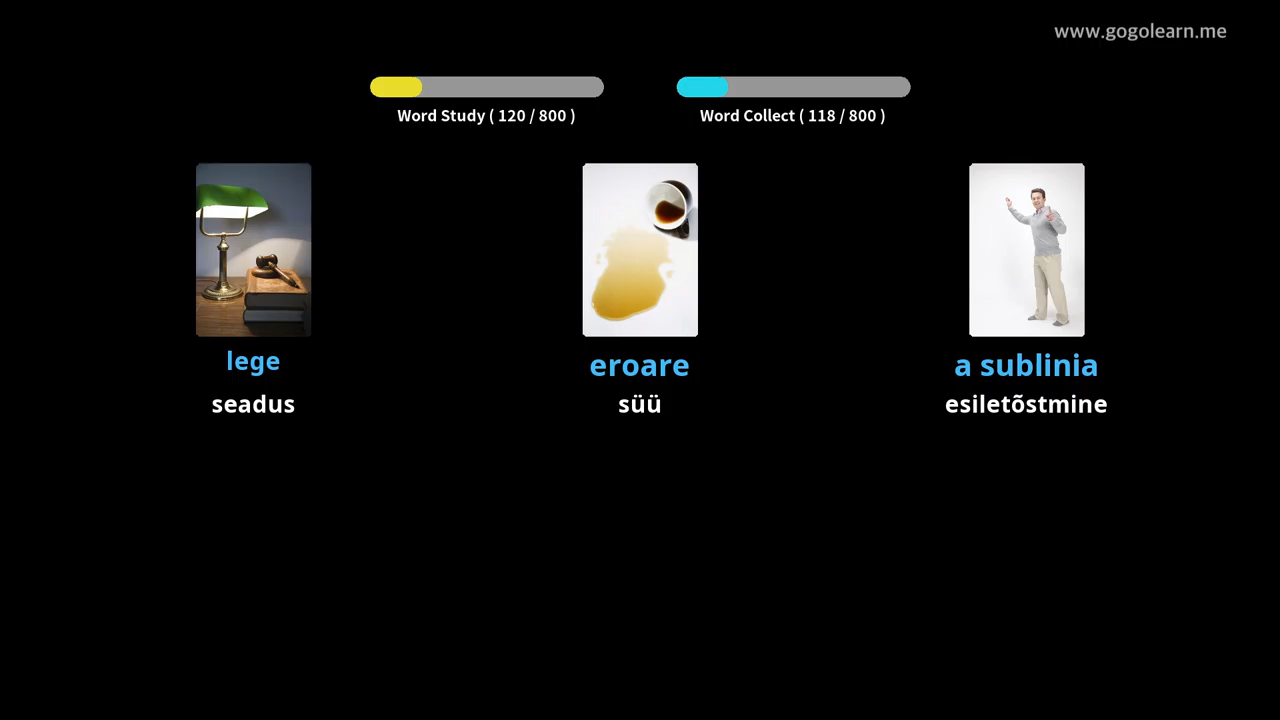 www.gogolearn.me
Word Study ( 120 / 800 )
Word Collect ( 118 / 800 )
lege
seadus
eroare
süü
a sublinia
esiletõstmine